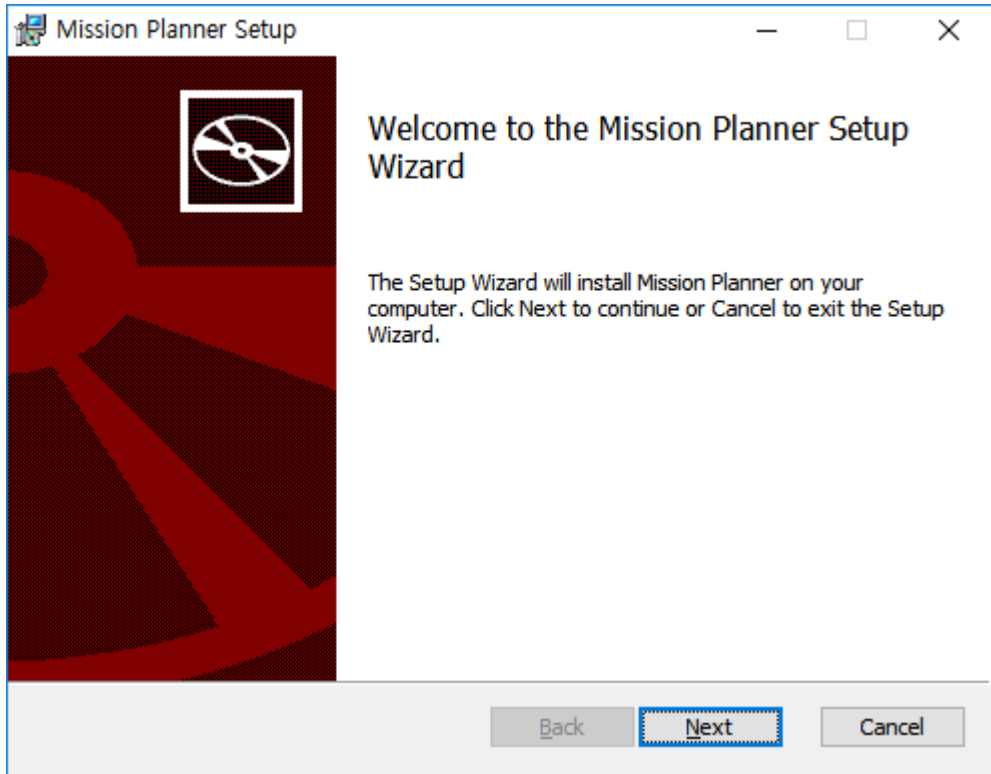 Mission Planner Setup
Welcome to the Mission Planner Setup
Wizard
The Setup Wizard will install Mission Planner on your
computer. Click Next to continue or Cancel to exit the Setup
Wizard.
Back Next Cancel